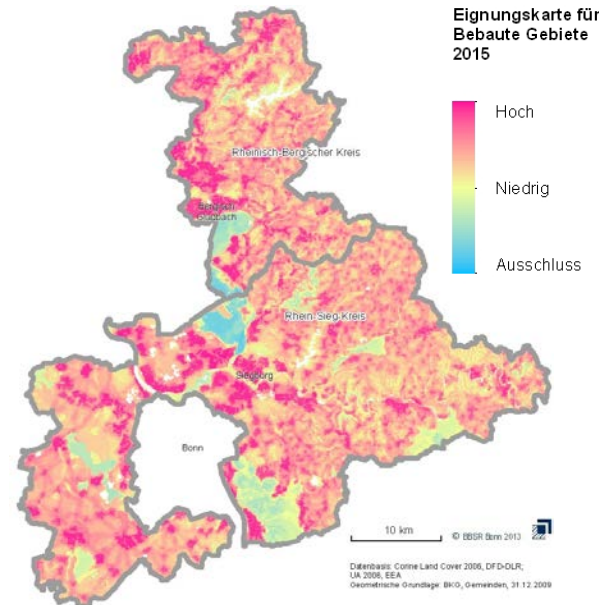 Eignungskarte für
Bebaute Gebiete
2015
Hoch
Niedrig
Ausschluss
Rheinisch-Bergischer Kreis
Bergisch
Gladbach
Rhein-Sieg-Kreis
Siegburg
Bonn
10 km
© BBSR Bonn 2013
Datenbasis: Corine Land Cover 2006, DFD-DLR;
UA 2006, EEA
Geometrische Grundlage: BKG, Gemeinden, 31.12.2009